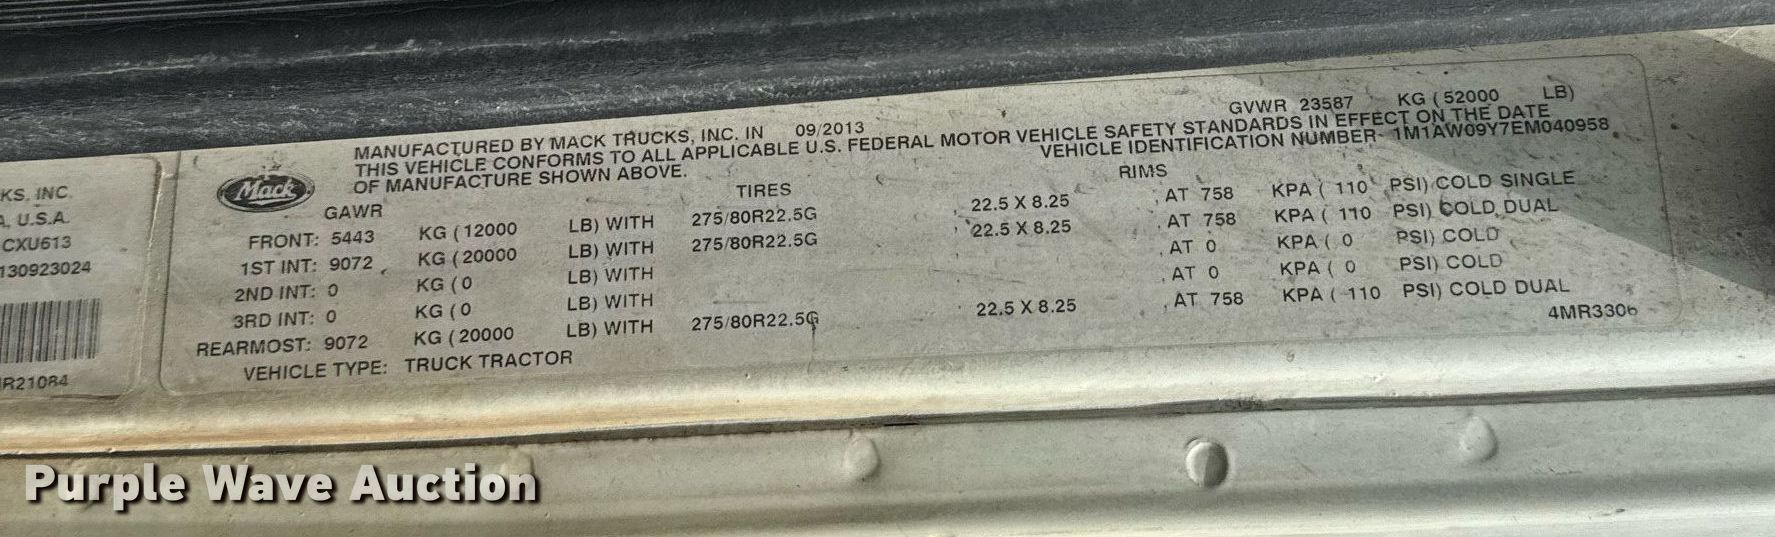 KS, INC.
A, U.S.A.
CXU613
130923024
R21084
Mack
MANUFACTURED BY MACK TRUCKS, INC. IN 09/2013 GVWR 23587 KG ( 52000 LB)
THIS VEHICLE CONFORMS TO ALL APPLICABLE U.S. FEDERAL MOTOR VEHICLE SAFETY STANDARDS IN EFFECT ON THE DATE
OF MANUFACTURE SHOWN ABOVE. VEHICLE IDENTIFICATION NUMBER- 1M1AW09Y7EM040958
GAWR TIRES RIMS
FRONT: 5443 KG ( 12000 LB) WITH 275/80R22.5G , 22.5 X 8.25 , AT 758 KPA ( 110 PSI) COLD SINGLE
1ST INT: 9072 KG ( 20000 LB) WITH 275/80R22.5G , 22.5 X 8.25 , AT 758 KPA ( 110 PSI) COLD DUAL
2ND INT: 0 KG ( 0 LB) WITH , AT 0 KPA ( 0 PSI) COLD
3RD INT: 0 KG ( 0 LB) WITH , AT 0 KPA ( 0 PSI) COLD
REARMOST: 9072 KG ( 20000 LB) WITH 275/80R22.5G , 22.5 X 8.25 , AT 758 KPA ( 110 PSI) COLD DUAL
VEHICLE TYPE: TRUCK TRACTOR 4MR3306
Purple Wave Auction